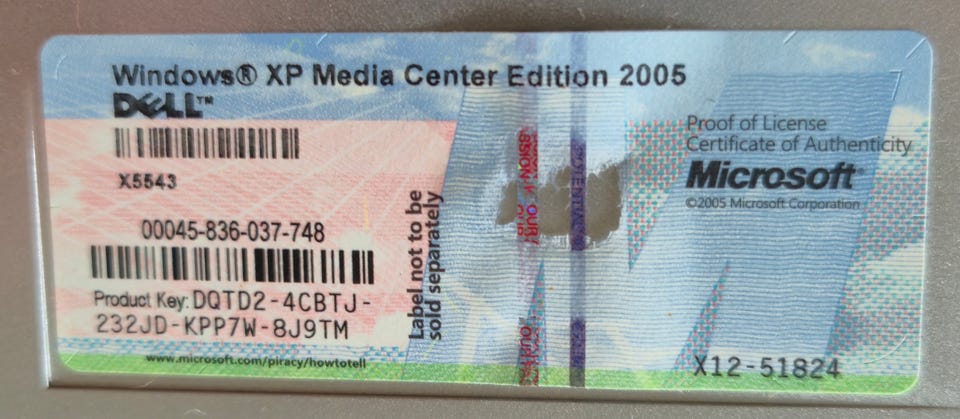 Windows® XP Media Center Edition 2005
DELL™
X5543
00045-836-037-748
Product Key: DQTD2-4CBTJ-
232JD-KPP7W-8J9TM
www.microsoft.com/piracy/howtotell
Label not to be
sold separately
OUR
Proof of License
Certificate of Authenticity
Microsoft®
©2005 Microsoft Corporation
X12-51824